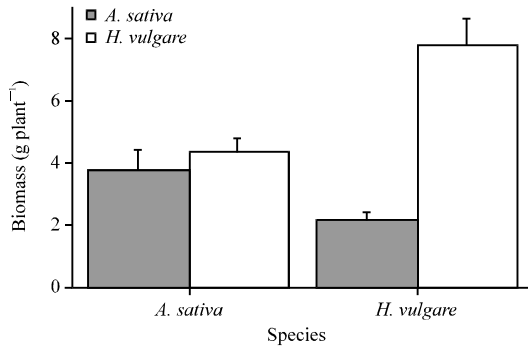 A. sativa
H. vulgare
Biomass (g plant⁻¹)
8
6
4
2
0
A. sativa
H. vulgare
Species